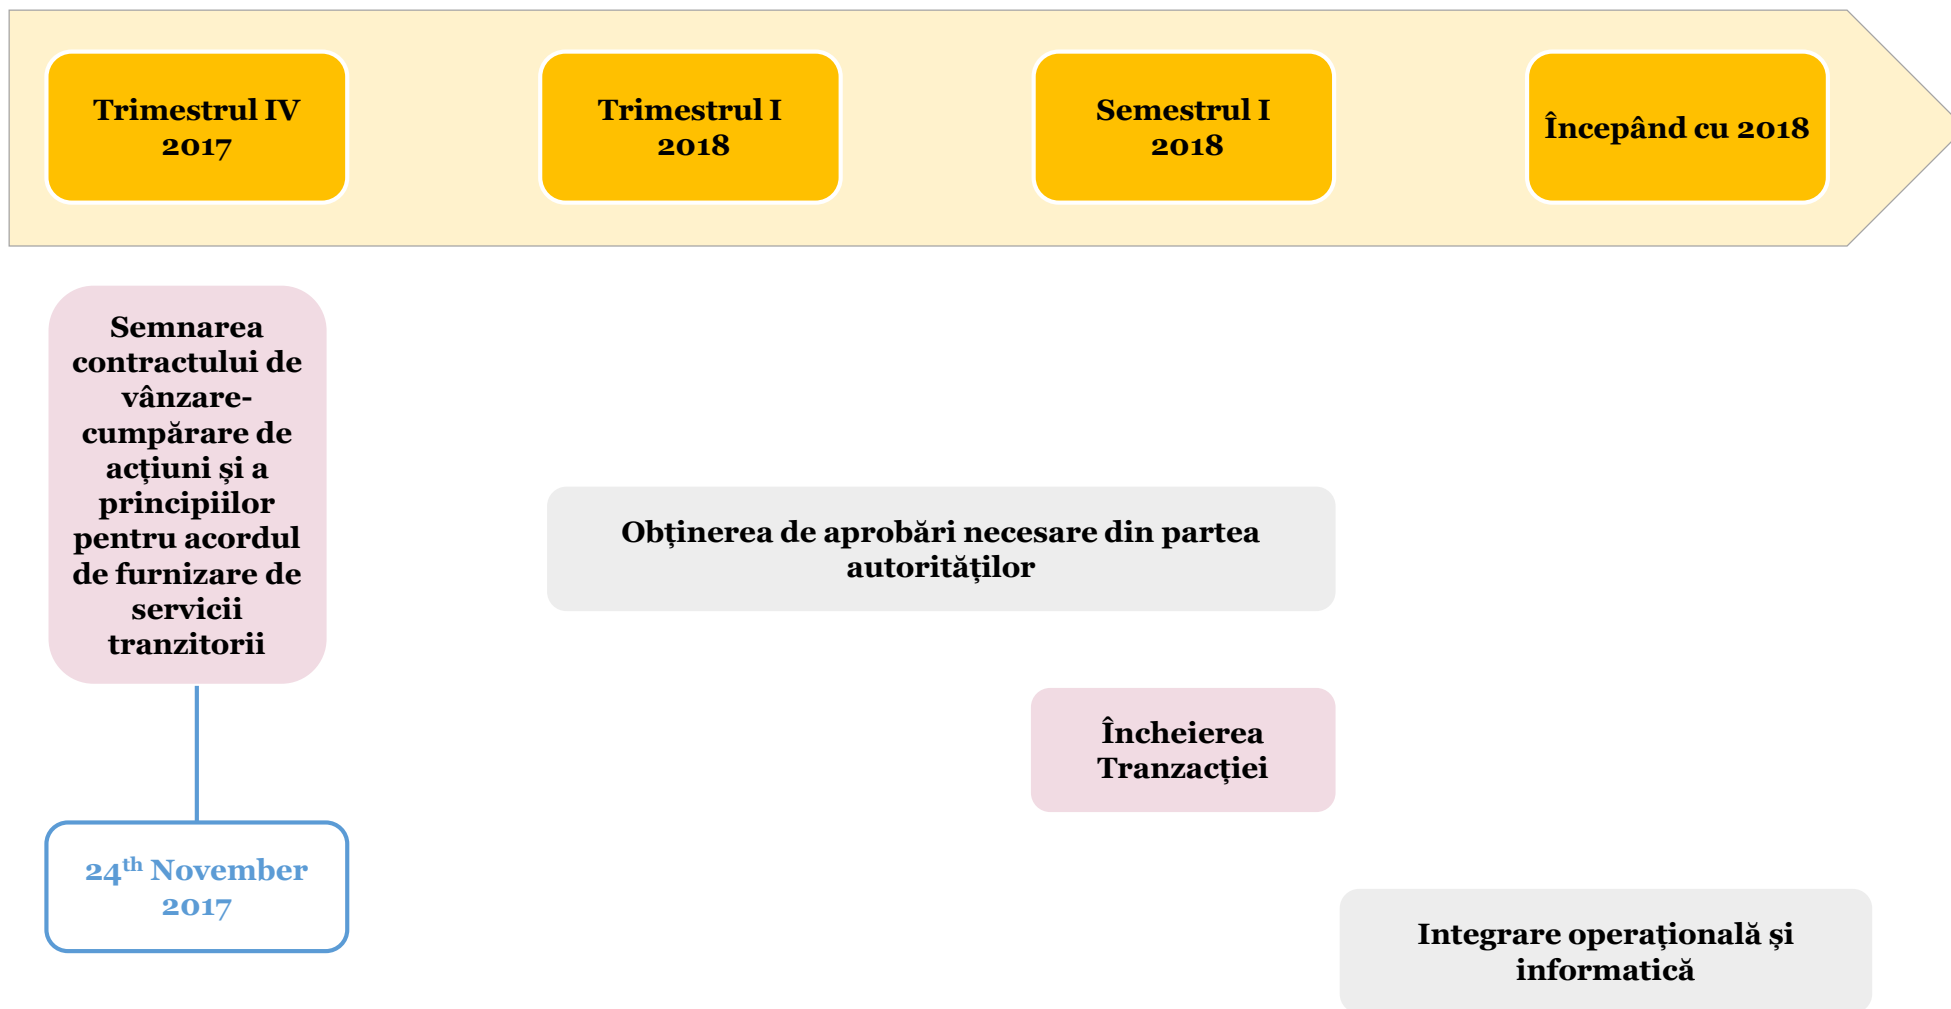 Trimestrul IV
2017
Trimestrul I
2018
Semestrul I
2018
Începând cu 2018
Semnarea
contractului de
vânzare-
cumpărare de
acțiuni și a
principiilor
pentru acordul
de furnizare de
servicii
tranzitorii
Obținerea de aprobări necesare din partea
autorităților
Încheierea
Tranzacției
24th November
2017
Integrare operațională și
informatică